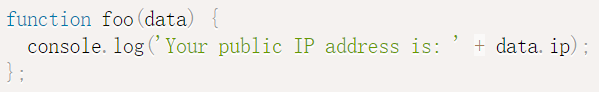 function foo(data) {
  console.log('Your public IP address is: ' + data.ip);
};